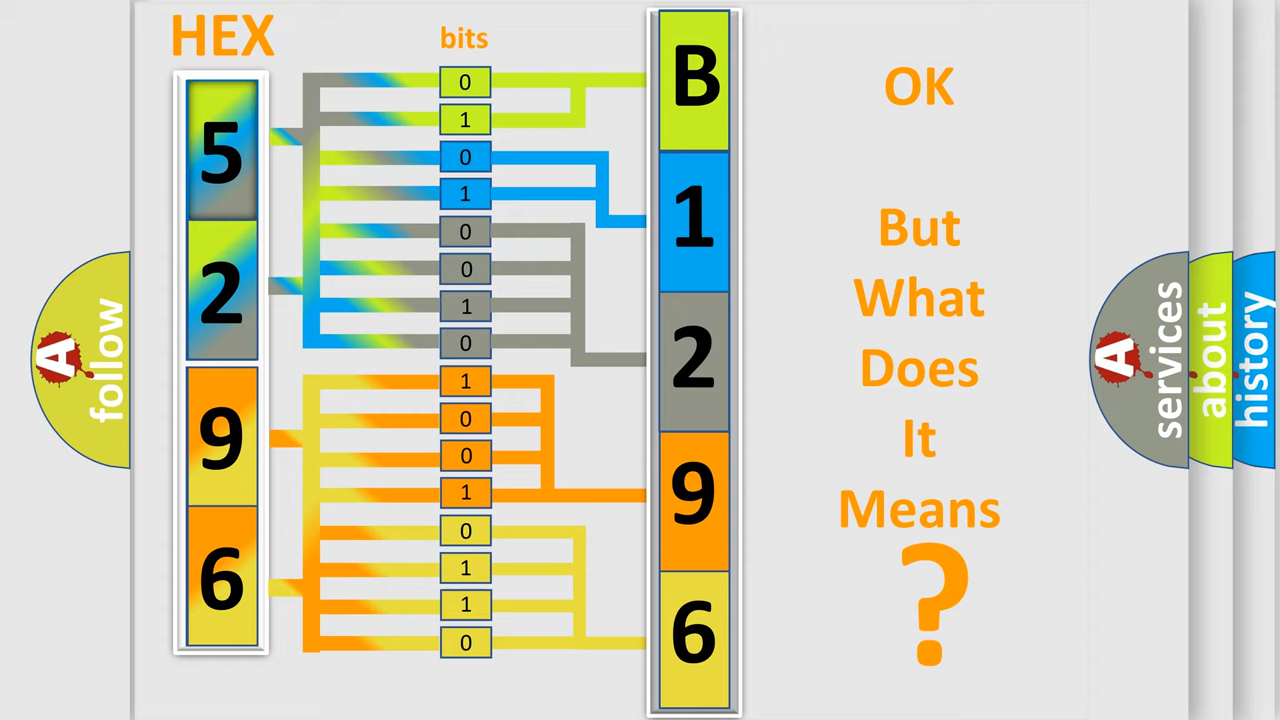 HEX
bits
5
2
9
6
0
1
0
1
0
0
1
0
1
0
0
1
0
1
1
0
B
1
2
9
6
OK
But
What
Does
It
Means
?
A
follow
A
services
about
history